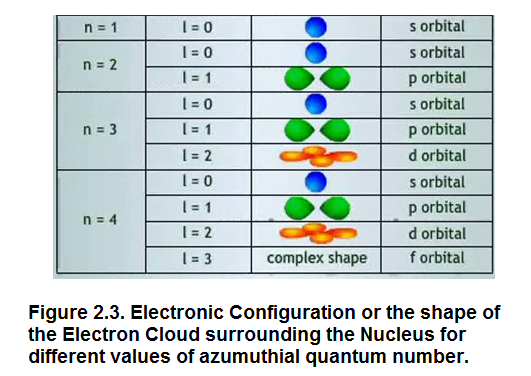 n = 1 l = 0 s orbital
n = 2 l = 0 s orbital
l = 1 p orbital
n = 3 l = 0 s orbital
l = 1 p orbital
l = 2 d orbital
n = 4 l = 0 s orbital
l = 1 p orbital
l = 2 d orbital
l = 3 complex shape f orbital
Figure 2.3. Electronic Configuration or the shape of
the Electron Cloud surrounding the Nucleus for
different values of azumuthial quantum number.